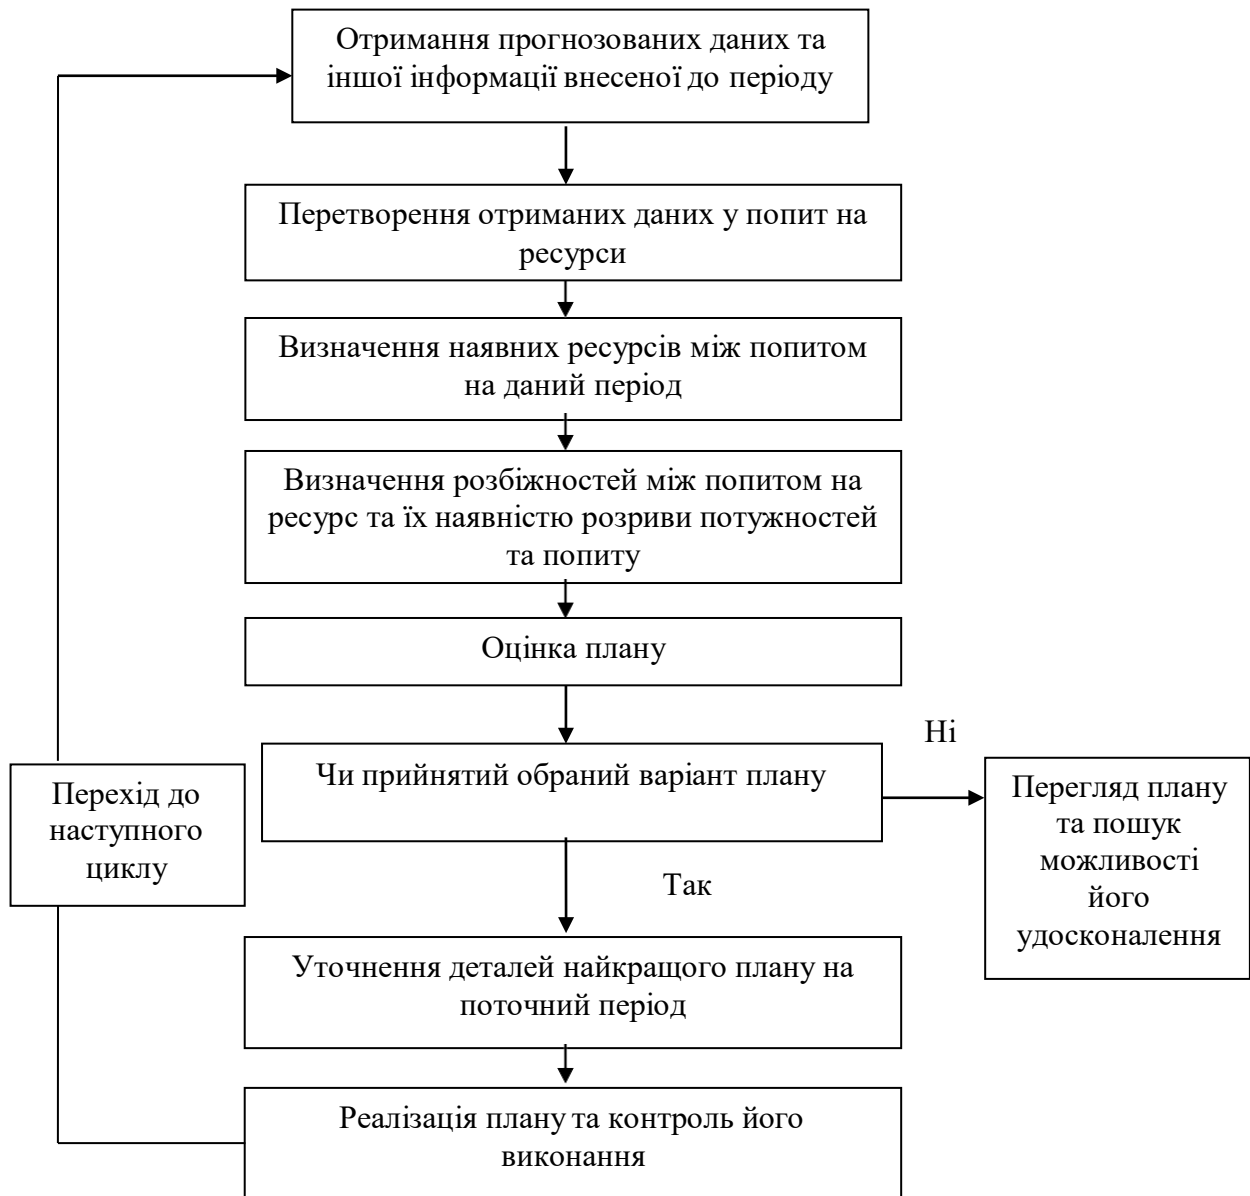 Отримання прогнозованих даних та
іншої інформації внесеної до періоду
Перетворення отриманих даних у попит на
ресурси
Визначення наявних ресурсів між попитом
на даний період
Визначення розбіжностей між попитом на
ресурс та їх наявністю розриви потужностей
та попиту
Оцінка плану
Чи прийнятий обраний варіант плану
Ні
Перегляд плану
та пошук
можливості
його
удосконалення
Перехід до
наступного
циклу
Так
Уточнення деталей найкращого плану на
поточний період
Реалізація плану та контроль його
виконання